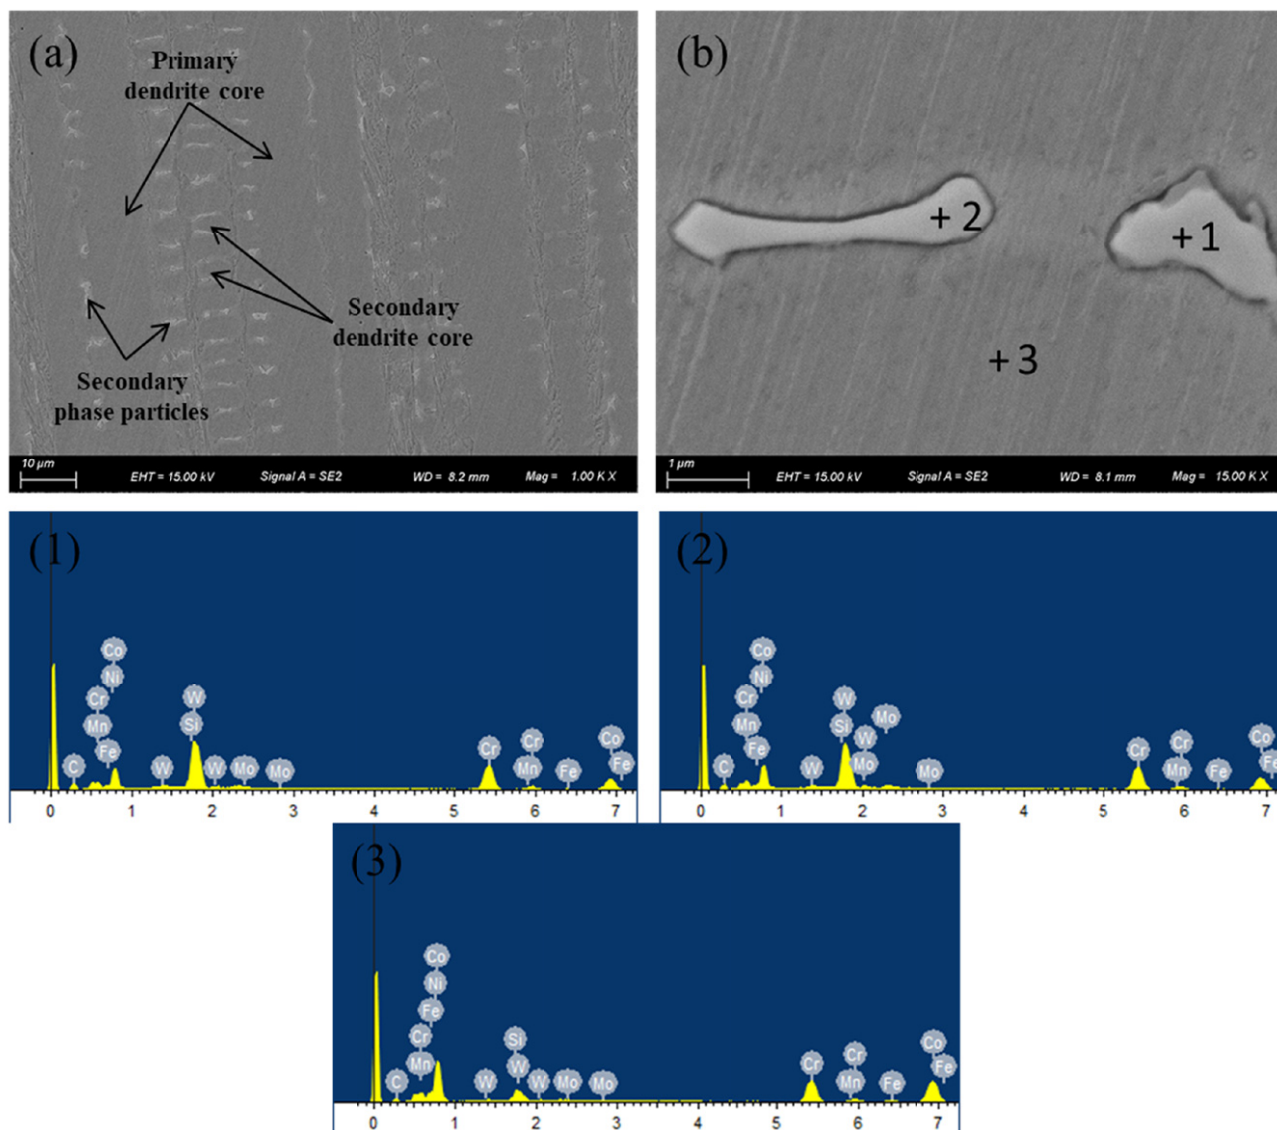 (a)
Primary
dendrite core
Secondary
dendrite core
Secondary
phase particles
10 µm
EHT = 15.00 kV Signal A = SE2 WD = 8.2 mm Mag = 1.00 K X
(b)
+ 2
+ 1
+ 3
1 µm
EHT = 15.00 kV Signal A = SE2 WD = 8.1 mm Mag = 15.00 K X
(1)
Co
Ni
Cr
Mn
Fe
C
W
W
Si
W
Mo
Mo
Cr
Cr
Mn
Fe
Co
Fe
0 1 2 3 4 5 6 7
(2)
Co
Ni
Cr
Mn
Fe
C
W
W
Si
Mo
W
Mo
Mo
Cr
Cr
Mn
Fe
Co
Fe
0 1 2 3 4 5 6 7
(3)
Co
Ni
Fe
Cr
Mn
C
W
Si
W
W
Mo
Mo
Cr
Cr
Mn
Fe
Co
Fe
0 1 2 3 4 5 6 7